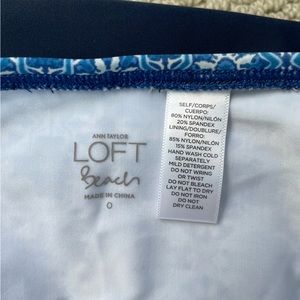 ANN TAYLOR
LOFT
Beach
MADE IN CHINA
0
SELF/CORPS/
CUERPO:
80% NYLON/NILÓN
20% SPANDEX
LINING/DOUBLURE/
FORRO:
85% NYLON/NILÓN
15% SPANDEX
HAND WASH COLD
SEPARATELY
MILD DETERGENT
DO NOT WRING
OR TWIST
DO NOT BLEACH
LAY FLAT TO DRY
DO NOT IRON
DO NOT
DRY CLEAN